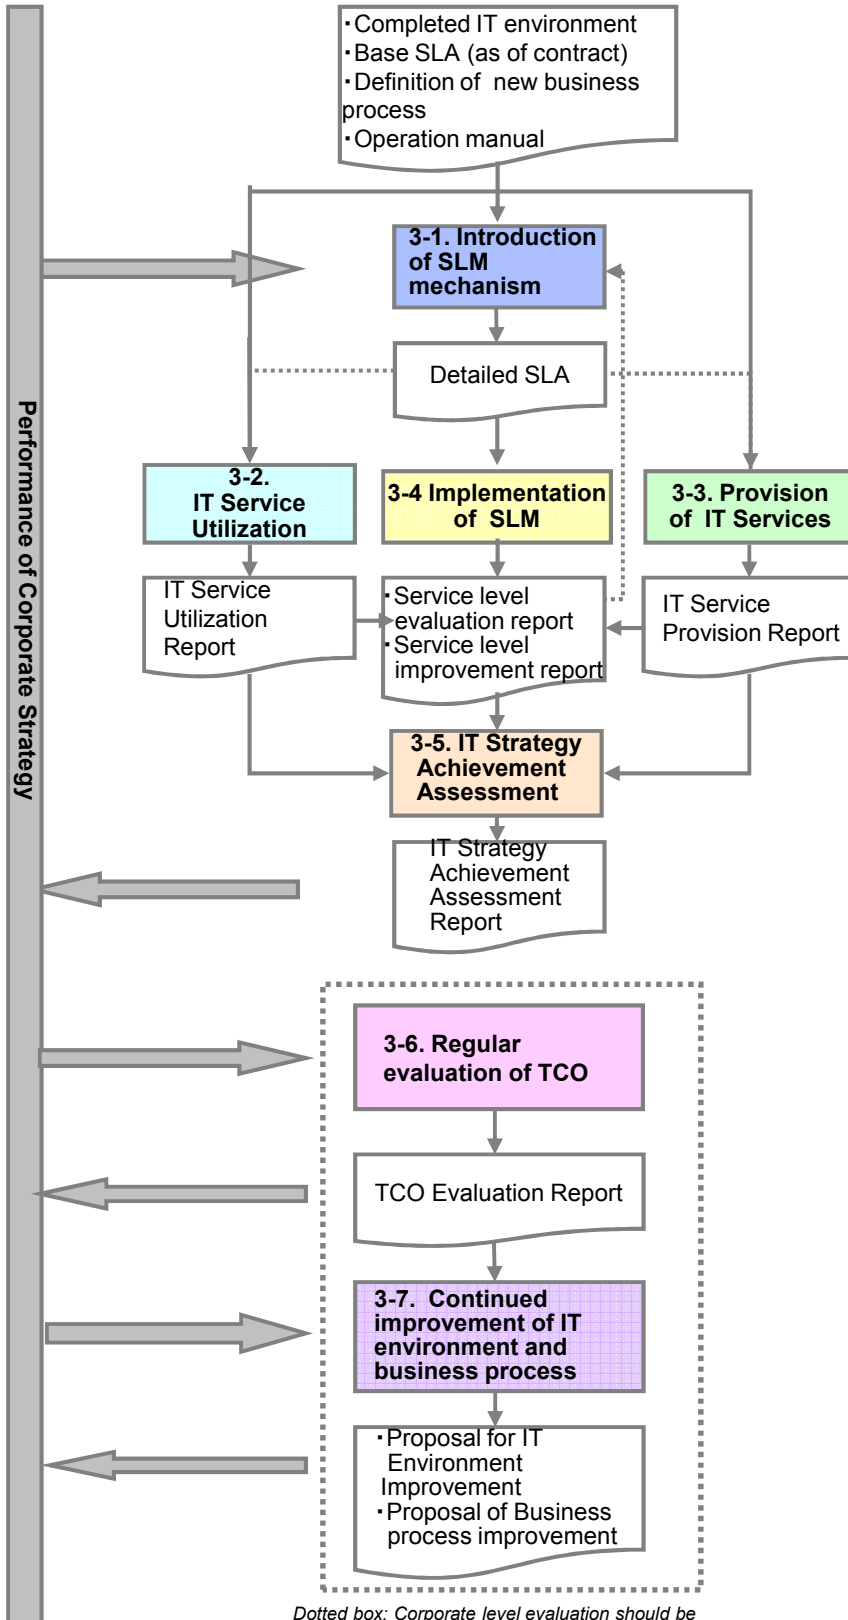 ・Completed IT environment
・Base SLA (as of contract)
・Definition of new business
process
・Operation manual
3-1. Introduction
of SLM
mechanism
Detailed SLA
Performance of Corporate Strategy
3-2.
IT Service
Utilization
3-4 Implementation
of SLM
3-3. Provision
of IT Services
IT Service
Utilization
Report
・Service level
evaluation report
・Service level
improvement report
IT Service
Provision Report
3-5. IT Strategy
Achievement
Assessment
IT Strategy
Achievement
Assessment
Report
3-6. Regular
evaluation of TCO
TCO Evaluation Report
3-7. Continued
improvement of IT
environment and
business process
・Proposal for IT
Environment
Improvement
・Proposal of Business
process improvement
Dotted box: Corporate level evaluation should be